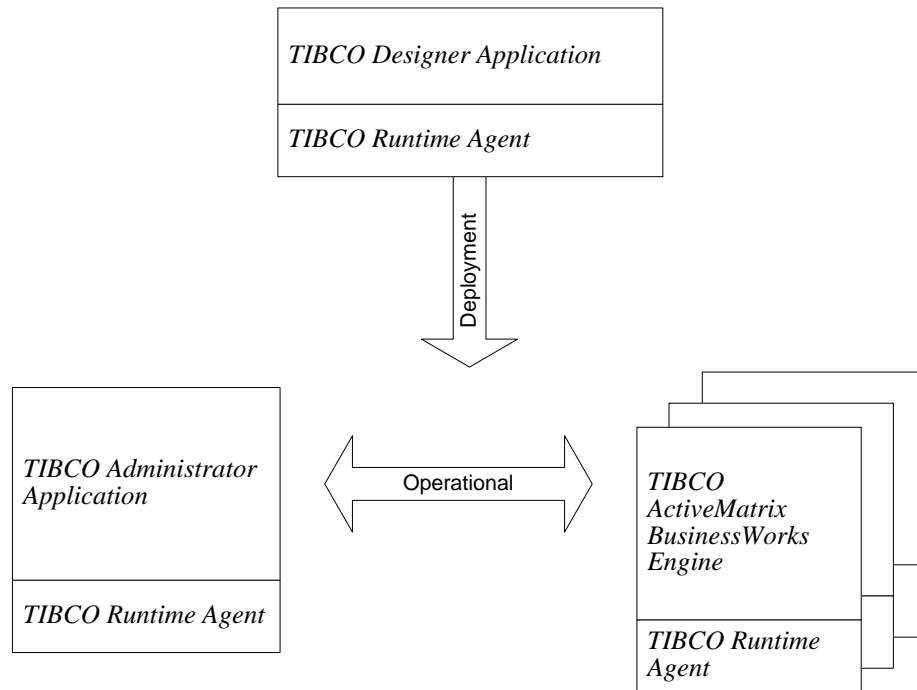 TIBCO Designer Application
TIBCO Runtime Agent
Deployment
TIBCO Administrator
Application
TIBCO Runtime Agent
Operational
TIBCO
ActiveMatrix
BusinessWorks
Engine
TIBCO Runtime
Agent